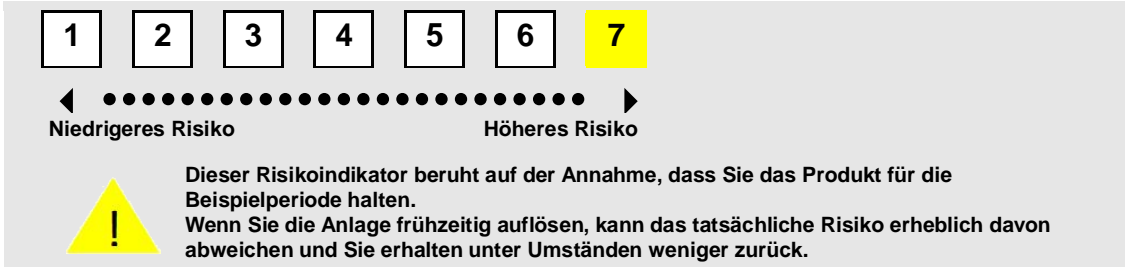 1 2 3 4 5 6 7
Niedrigeres Risiko Höheres Risiko
Dieser Risikoindikator beruht auf der Annahme, dass Sie das Produkt für die
Beispielperiode halten.
Wenn Sie die Anlage frühzeitig auflösen, kann das tatsächliche Risiko erheblich davon
abweichen und Sie erhalten unter Umständen weniger zurück.
!